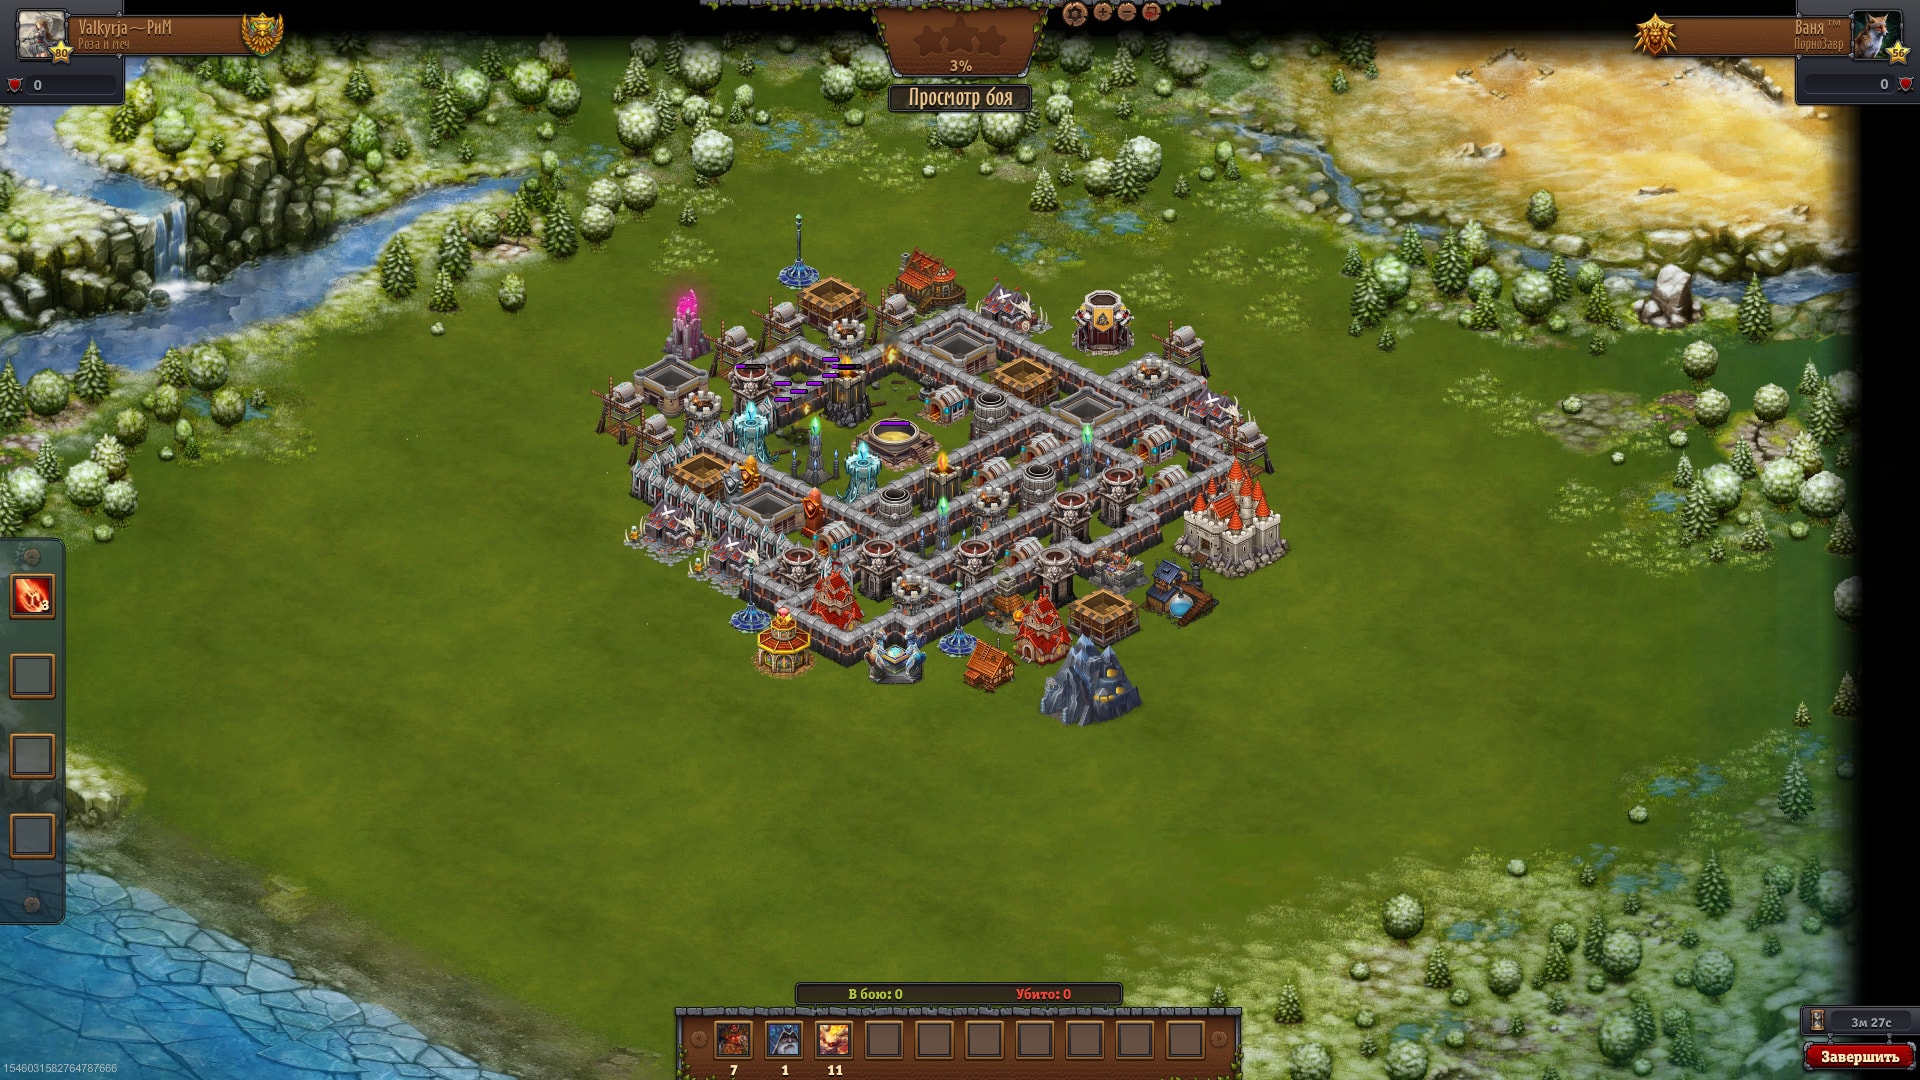 Valkyrja~РиМ
Роза и меч
80
0
3%
Просмотр боя
Ваня™
ПорноЗавр
56
0
3
В бою: 0
Убито: 0
7
1
11
3м 27с
Завершить
1546031582764787666